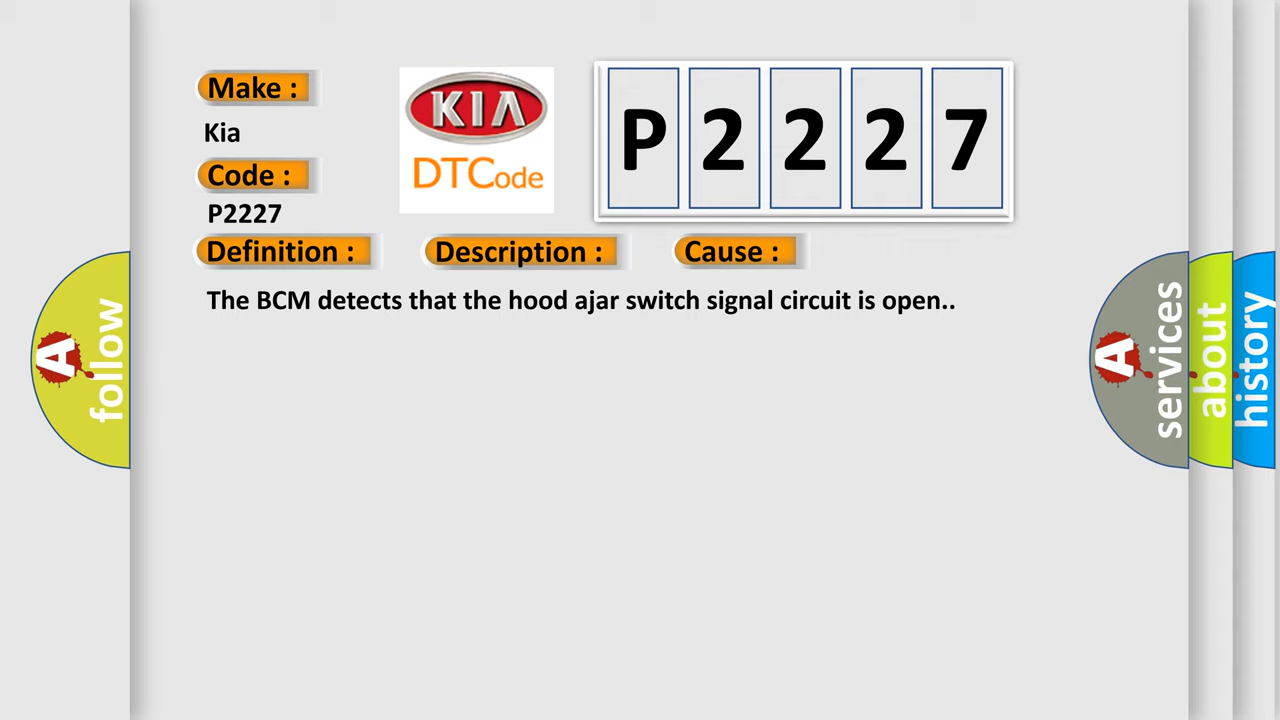 Make :
Kia
Code :
P2227
KIA
DTCode
P2227
Definition :
Description :
Cause :
The BCM detects that the hood ajar switch signal circuit is open..
A
follow
A
services
about
history